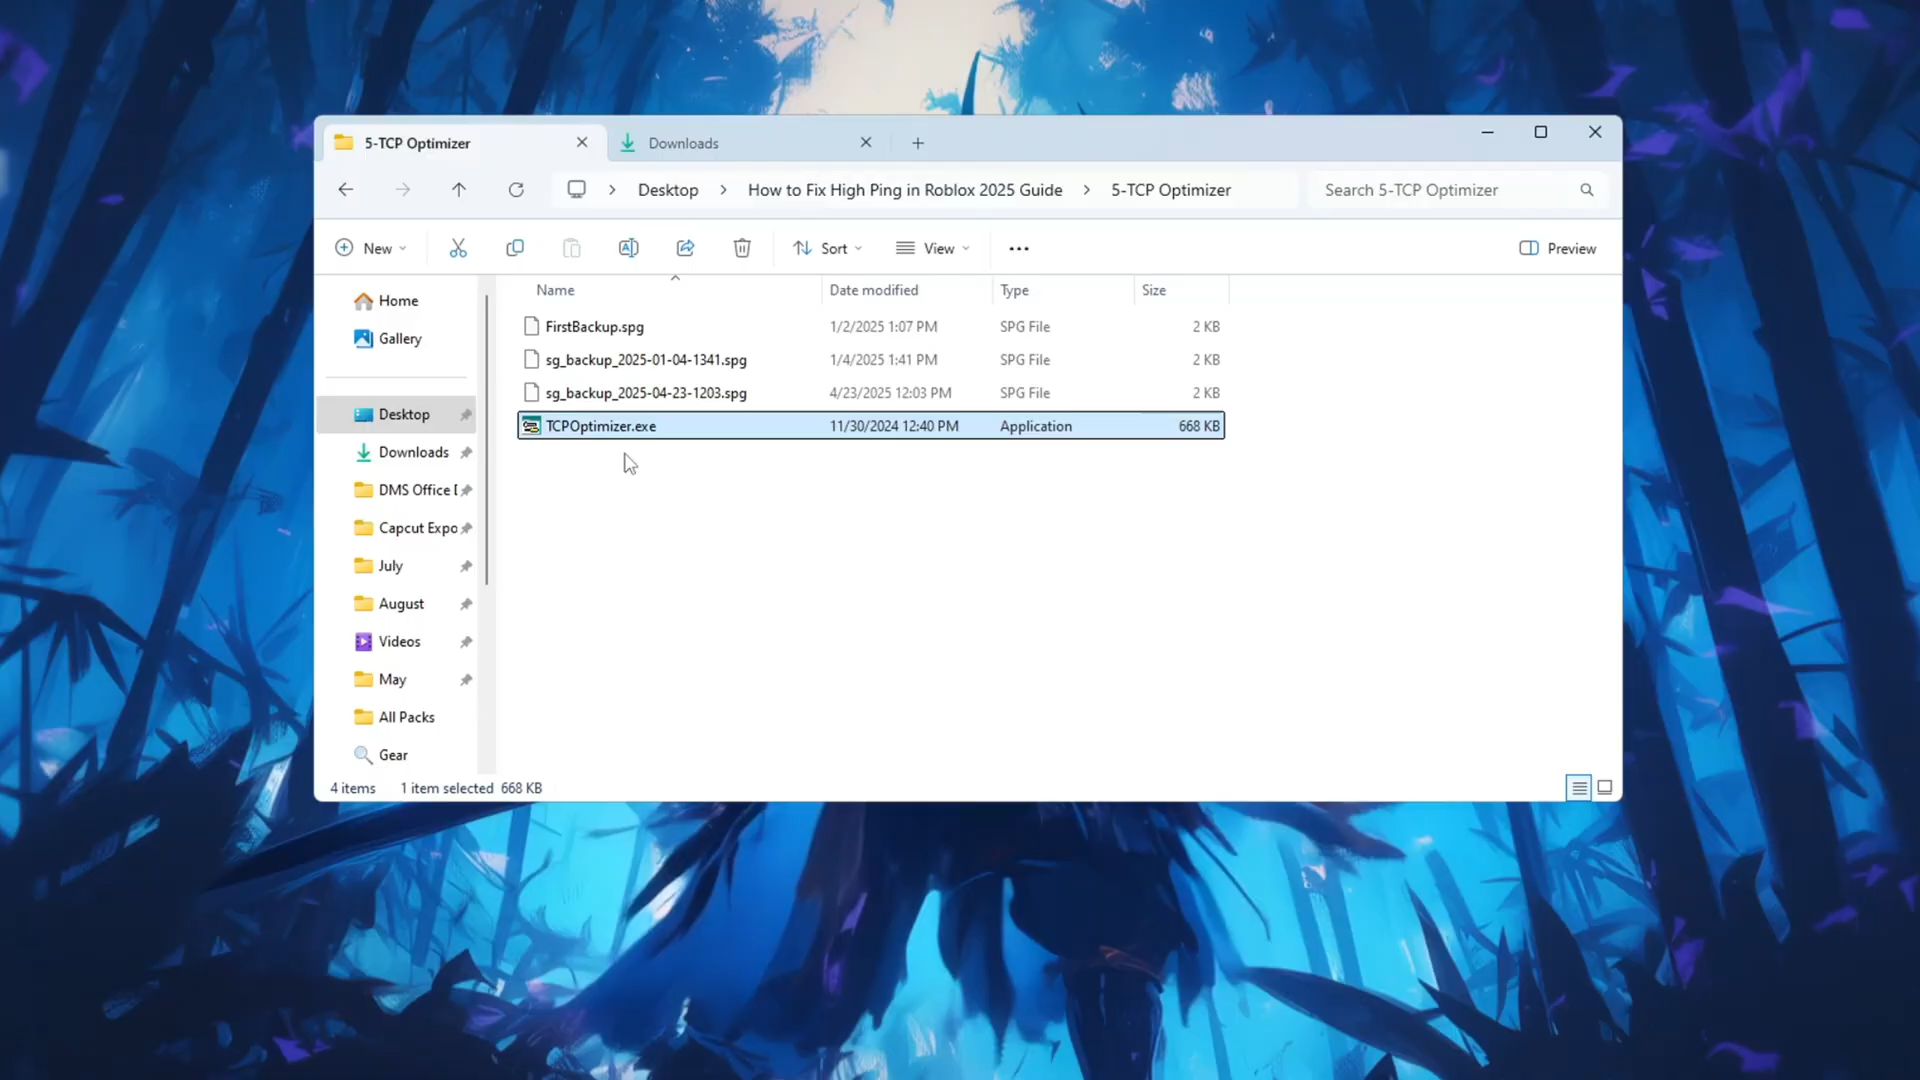 5-TCP Optimizer
Downloads
Desktop
How to Fix High Ping in Roblox 2025 Guide
5-TCP Optimizer
Search 5-TCP Optimizer
New
Sort
View
Preview
Name Date modified Type Size
FirstBackup.spg 1/2/2025 1:07 PM SPG File 2 KB
sg_backup_2025-01-04-1341.spg 1/4/2025 1:41 PM SPG File 2 KB
sg_backup_2025-04-23-1203.spg 4/23/2025 12:03 PM SPG File 2 KB
TCPOptimizer.exe 11/30/2024 12:40 PM Application 668 KB
Home
Gallery
Desktop
Downloads
DMS Office
Capcut Expo
July
August
Videos
May
All Packs
Gear
4 items 1 item selected 668 KB